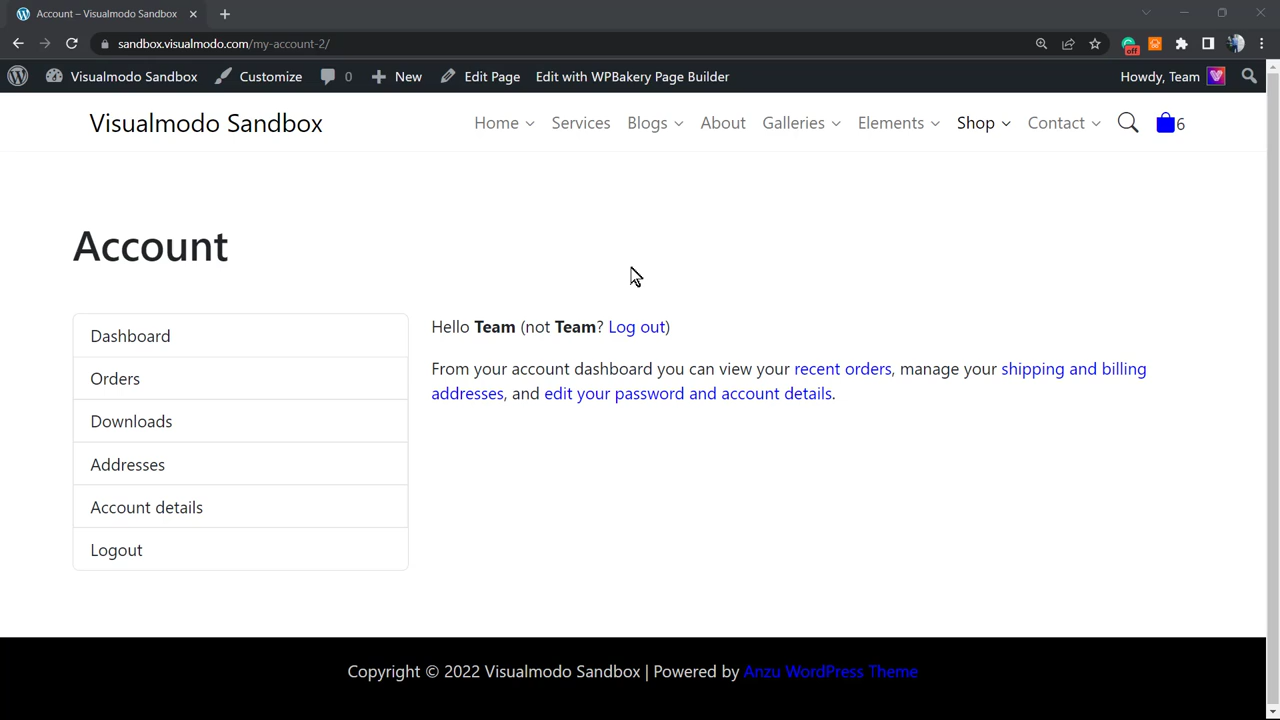 Account – Visualmodo Sandbox
sandbox.visualmodo.com/my-account-2/
off
Visualmodo Sandbox Customize 0 New Edit Page Edit with WPBakery Page Builder Howdy, Team
Visualmodo Sandbox Home Services Blogs About Galleries Elements Shop Contact 6
Account
Dashboard
Orders
Downloads
Addresses
Account details
Logout
Hello Team (not Team? Log out)
From your account dashboard you can view your recent orders, manage your shipping and billing
addresses, and edit your password and account details.
Copyright © 2022 Visualmodo Sandbox | Powered by Anzu WordPress Theme